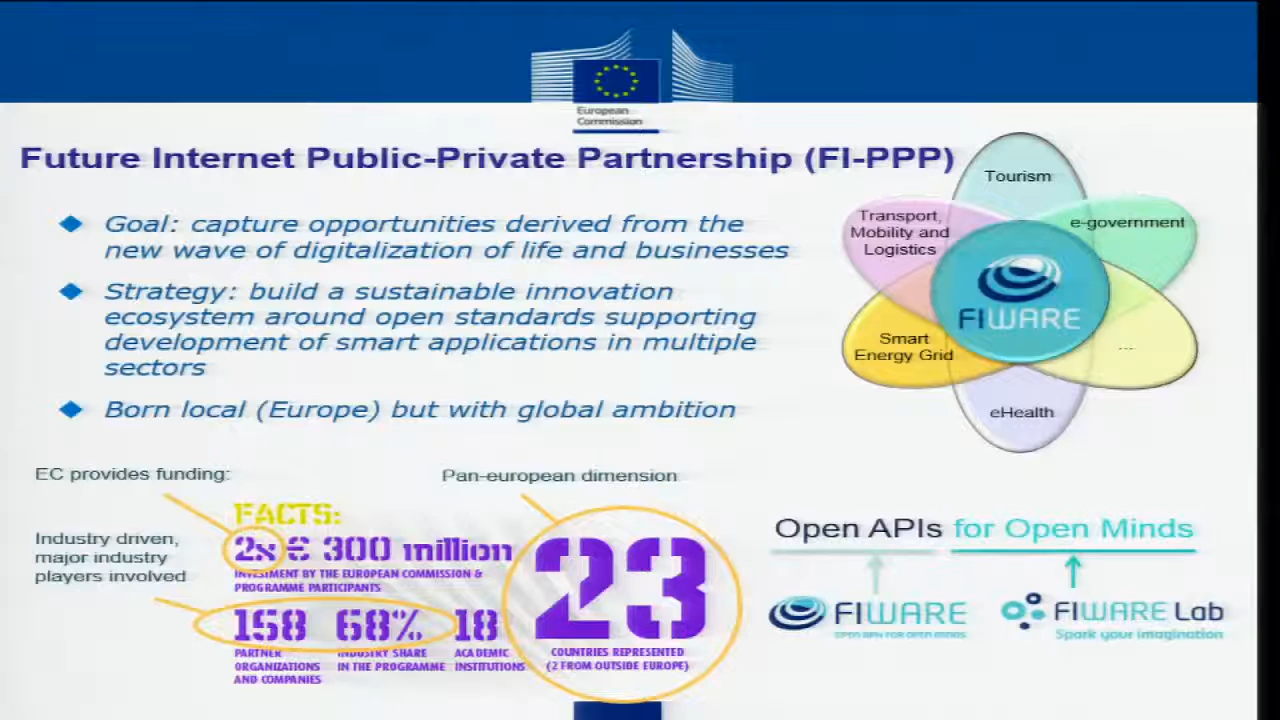 European
Commission
Future Internet Public-Private Partnership (FI-PPP)
Goal: capture opportunities derived from the
new wave of digitalization of life and businesses
Strategy: build a sustainable innovation
ecosystem around open standards supporting
development of smart applications in multiple
sectors
Born local (Europe) but with global ambition
Tourism
Transport,
Mobility and
Logistics
e-government
FIWARE
Smart
Energy Grid
...
eHealth
EC provides funding:
Industry driven,
major industry
players involved
Pan-european dimension
FACTS:
2x € 300 million
INVESTMENT BY THE EUROPEAN COMMISSION &
PROGRAMME PARTICIPANTS
158
PARTNER
ORGANIZATIONS
AND COMPANIES
68%
INDUSTRY SHARE
IN THE PROGRAMME
18
ACADEMIC
INSTITUTIONS
23
COUNTRIES REPRESENTED
(2 FROM OUTSIDE EUROPE)
Open APIs for Open Minds
FIWARE
OPEN APIs FOR OPEN MINDS
FIWARE Lab
Spark your imagination